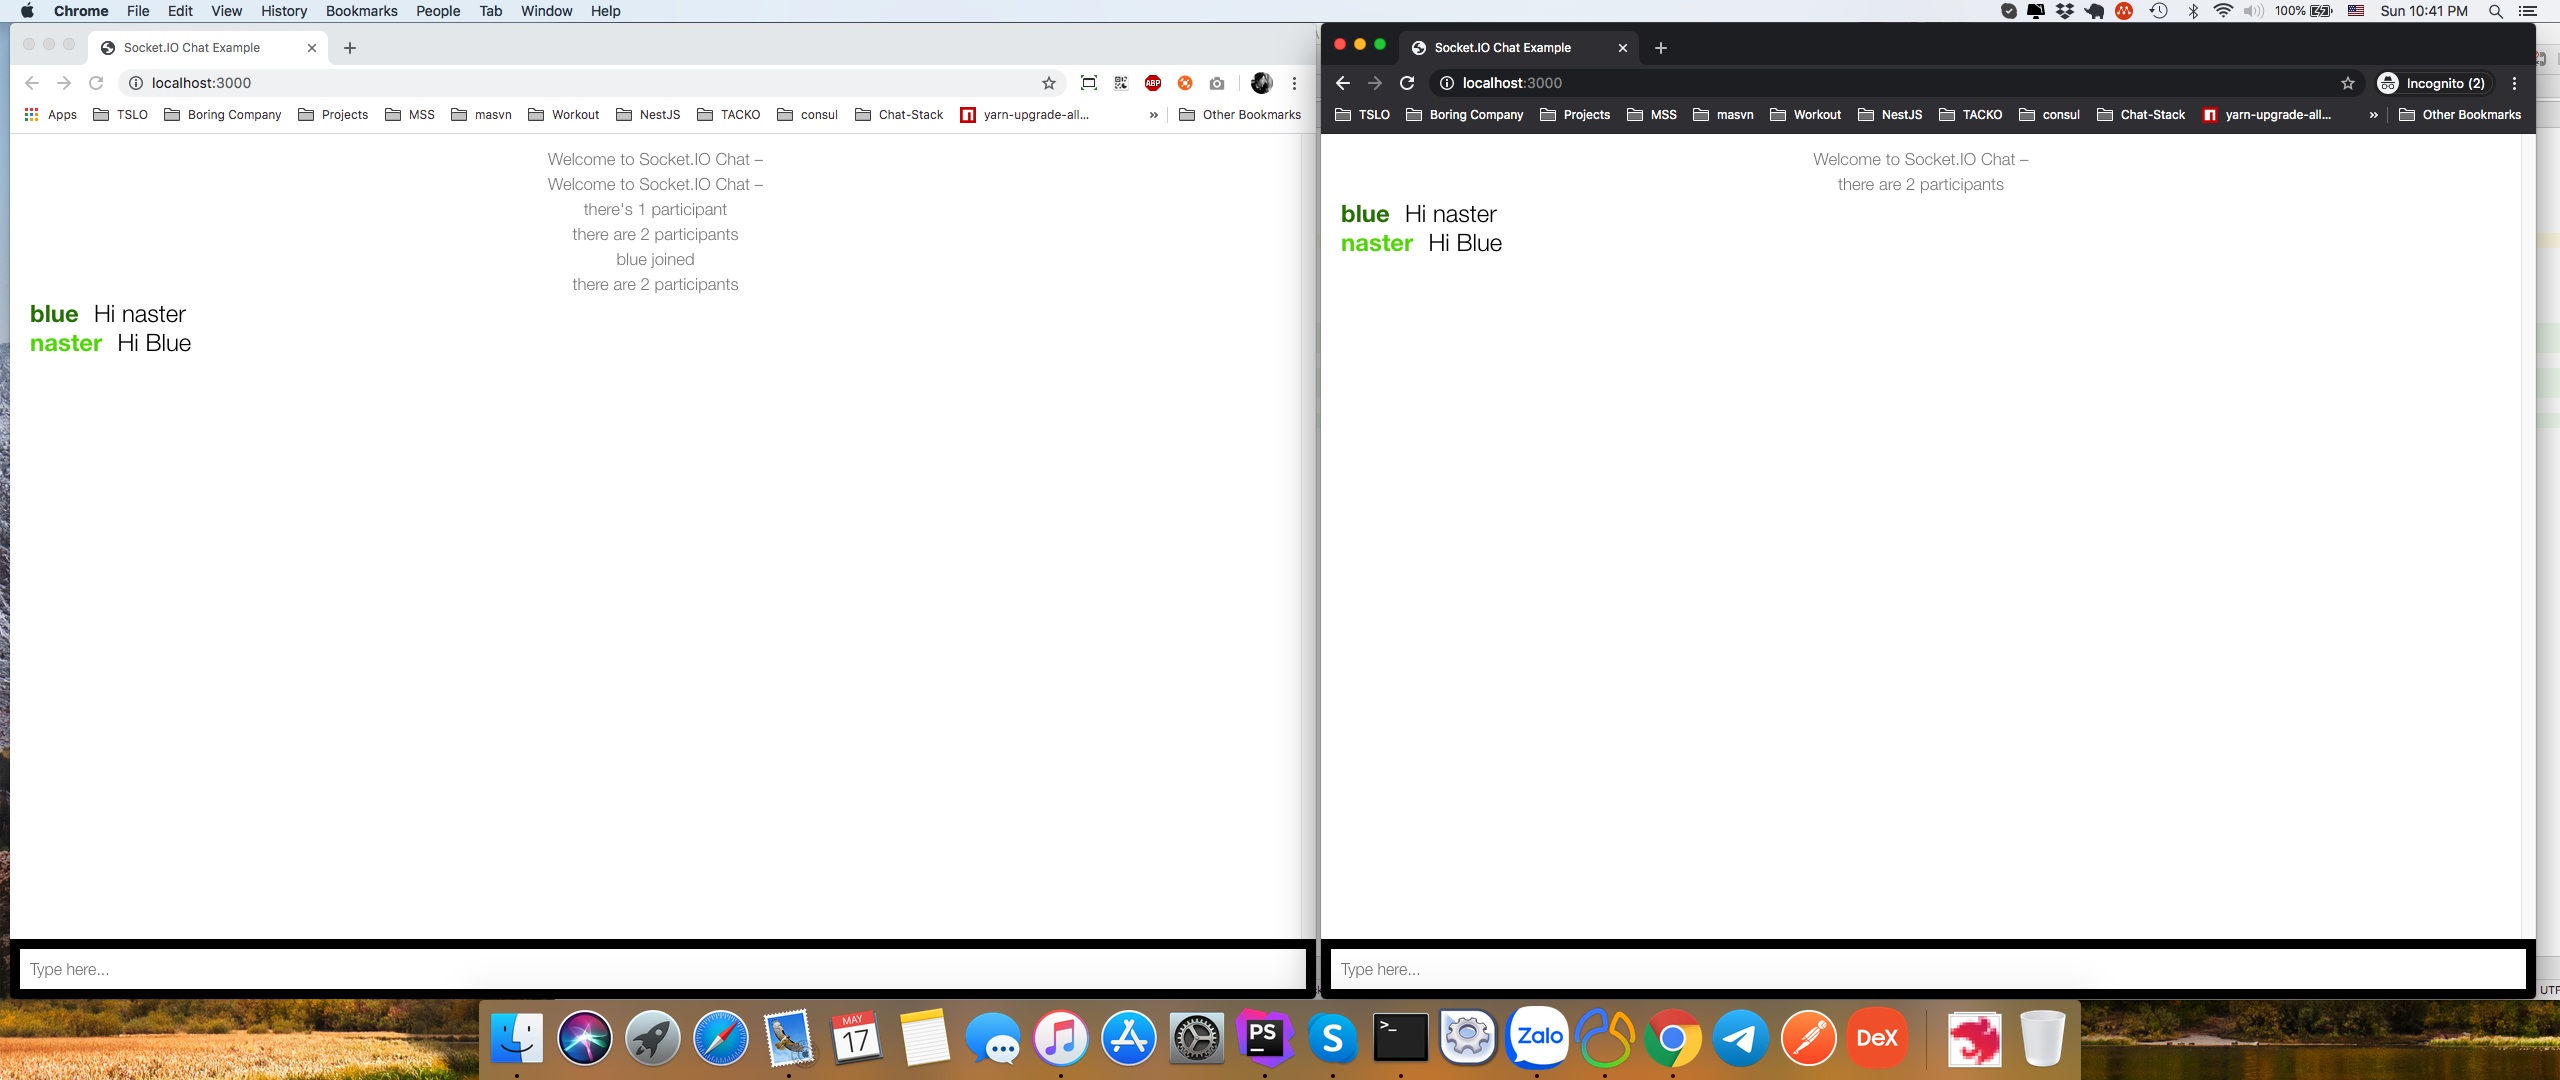 Chrome File Edit View History Bookmarks People Tab Window Help
100% Sun 10:41 PM
Socket.IO Chat Example
localhost:3000
ABP
Apps TSLO Boring Company Projects MSS masvn Workout NestJS TACKO consul Chat-Stack yarn-upgrade-all... » Other Bookmarks
Welcome to Socket.IO Chat –
Welcome to Socket.IO Chat –
there's 1 participant
there are 2 participants
blue joined
there are 2 participants
blue Hi naster
naster Hi Blue
Type here...
Socket.IO Chat Example
localhost:3000
Incognito (2)
TSLO Boring Company Projects MSS masvn Workout NestJS TACKO consul Chat-Stack yarn-upgrade-all... » Other Bookmarks
Welcome to Socket.IO Chat –
there are 2 participants
blue Hi naster
naster Hi Blue
Type here...
UTF
MAY
17
PS
S
>_
Zalo
DeX